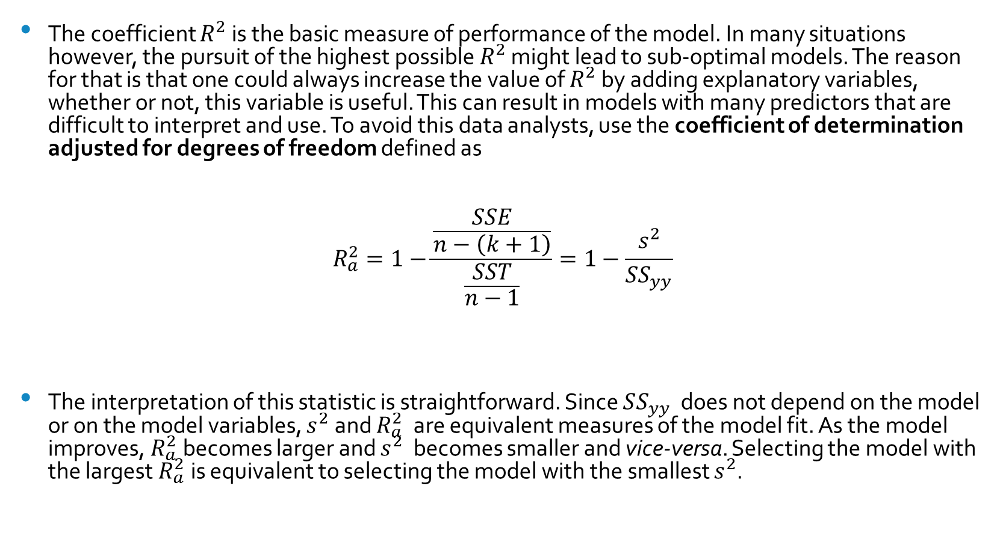 • The coefficient R² is the basic measure of performance of the model. In many situations
however, the pursuit of the highest possible R² might lead to sub-optimal models. The reason
for that is that one could always increase the value of R² by adding explanatory variables,
whether or not, this variable is useful. This can result in models with many predictors that are
difficult to interpret and use. To avoid this data analysts, use the coefficient of determination
adjusted for degrees of freedom defined as
R_a^2 = 1 − \frac{\frac{SSE}{n − (k + 1)}}{\frac{SST}{n − 1}} = 1 − \frac{s^2}{SS_{yy}}
• The interpretation of this statistic is straightforward. Since SS_{yy} does not depend on the model
or on the model variables, s² and R_a^2 are equivalent measures of the model fit. As the model
improves, R_a^2 becomes larger and s² becomes smaller and vice-versa. Selecting the model with
the largest R_a^2 is equivalent to selecting the model with the smallest s².